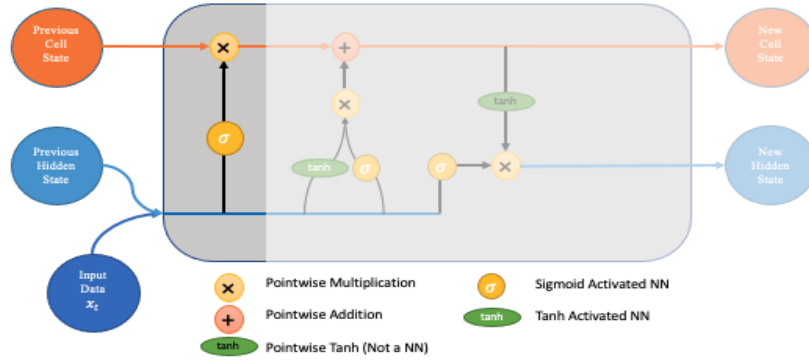 Previous
Cell
State
×
+
New
Cell
State
tanh
×
σ
Previous
Hidden
State
tanh
σ
σ
×
New
Hidden
State
Input
Data
xₜ
× Pointwise Multiplication
σ Sigmoid Activated NN
+ Pointwise Addition
tanh Tanh Activated NN
tanh Pointwise Tanh (Not a NN)